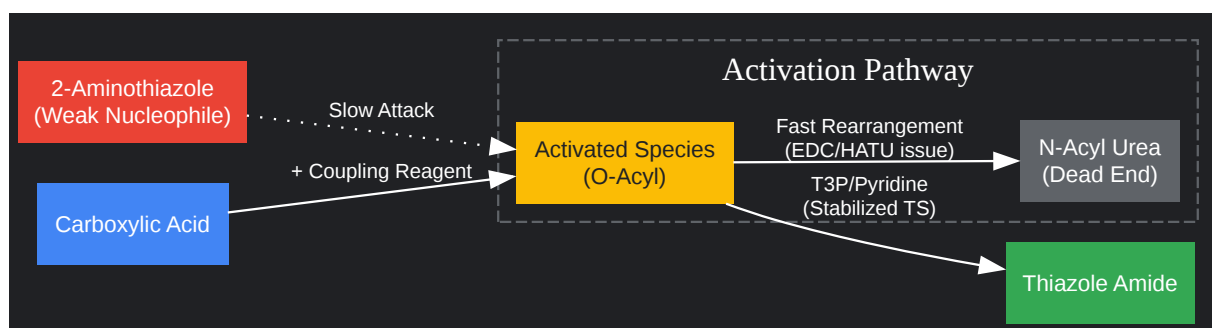 Activation Pathway
2-Aminothiazole
(Weak Nucleophile)
Slow Attack
+ Coupling Reagent
Carboxylic Acid
Activated Species
(O-Acyl)
Fast Rearrangement
(EDC/HATU issue)
T3P/Pyridine
(Stabilized TS)
N-Acyl Urea
(Dead End)
Thiazole Amide